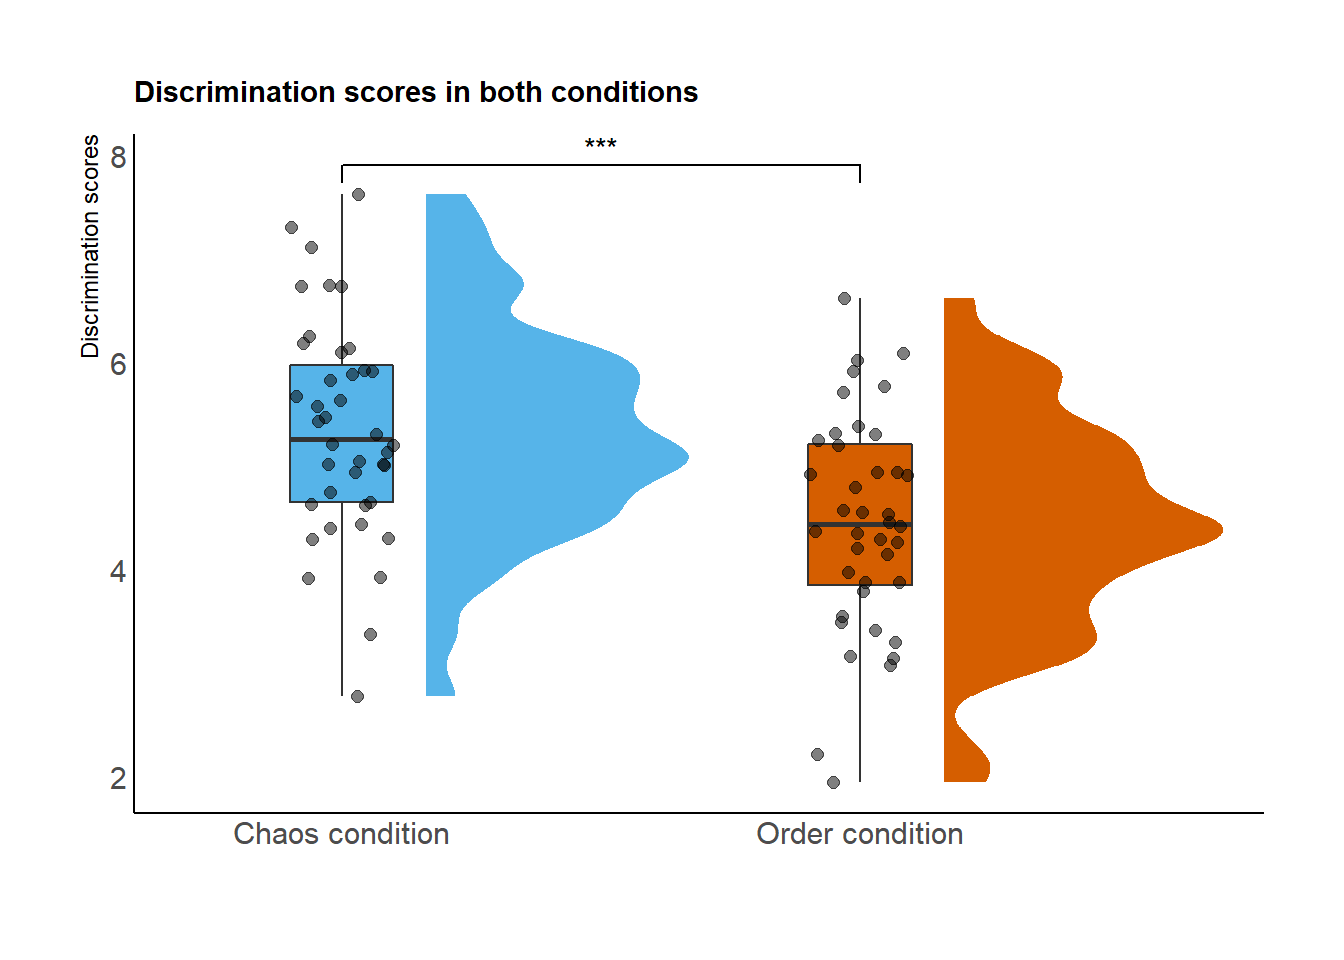 Discrimination scores in both conditions
***
Discrimination scores
8
6
4
2
Chaos condition
Order condition